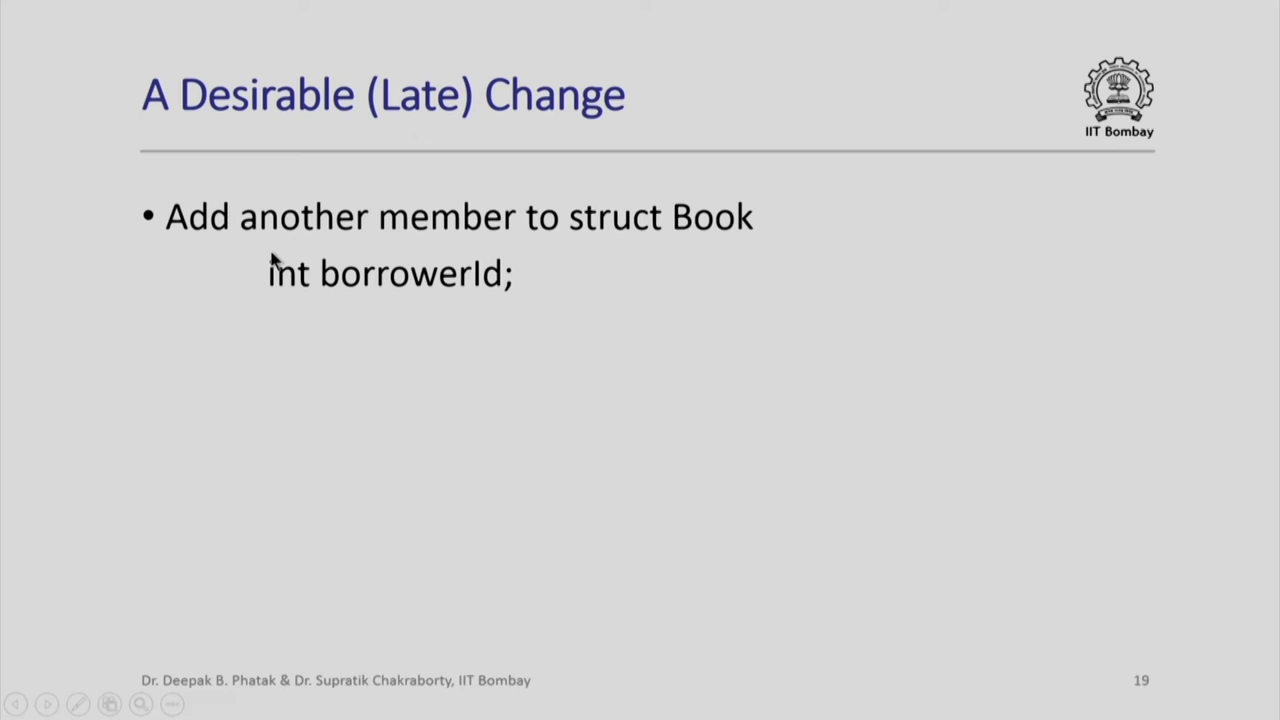 A Desirable (Late) Change
IIT Bombay
• Add another member to struct Book
int borrowerId;
Dr. Deepak B. Phatak & Dr. Supratik Chakraborty, IIT Bombay
19